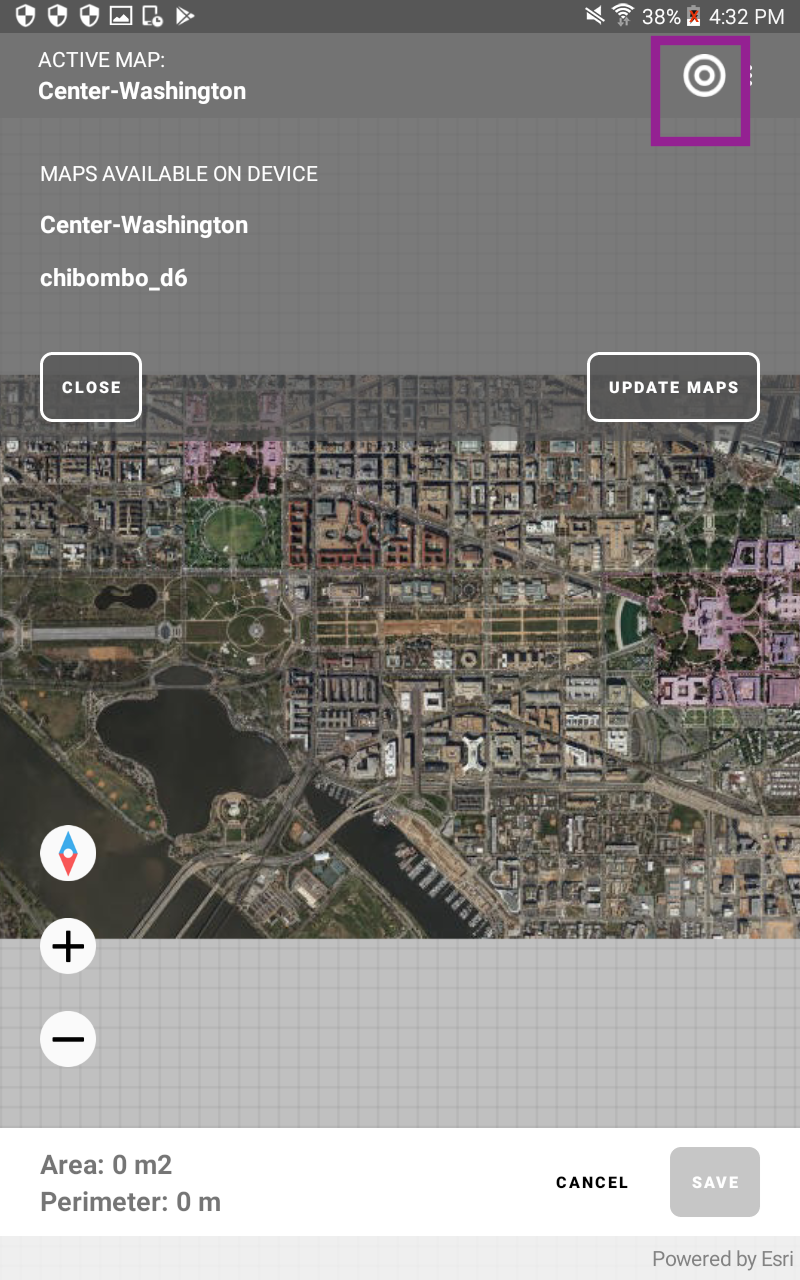 38% 4:32 PM
ACTIVE MAP:
Center-Washington
MAPS AVAILABLE ON DEVICE
Center-Washington
chibombo_d6
CLOSE
UPDATE MAPS
Area: 0 m2
Perimeter: 0 m
CANCEL
SAVE
Powered by Esri